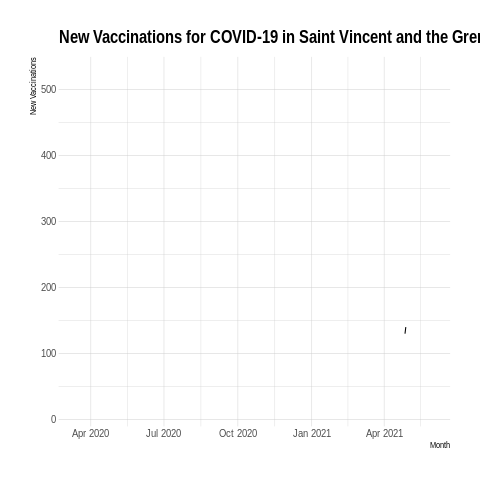 New Vaccinations for COVID-19 in Saint Vincent and the Gre
New Vaccinations
500
400
300
200
100
0
Apr 2020 Jul 2020 Oct 2020 Jan 2021 Apr 2021
Month